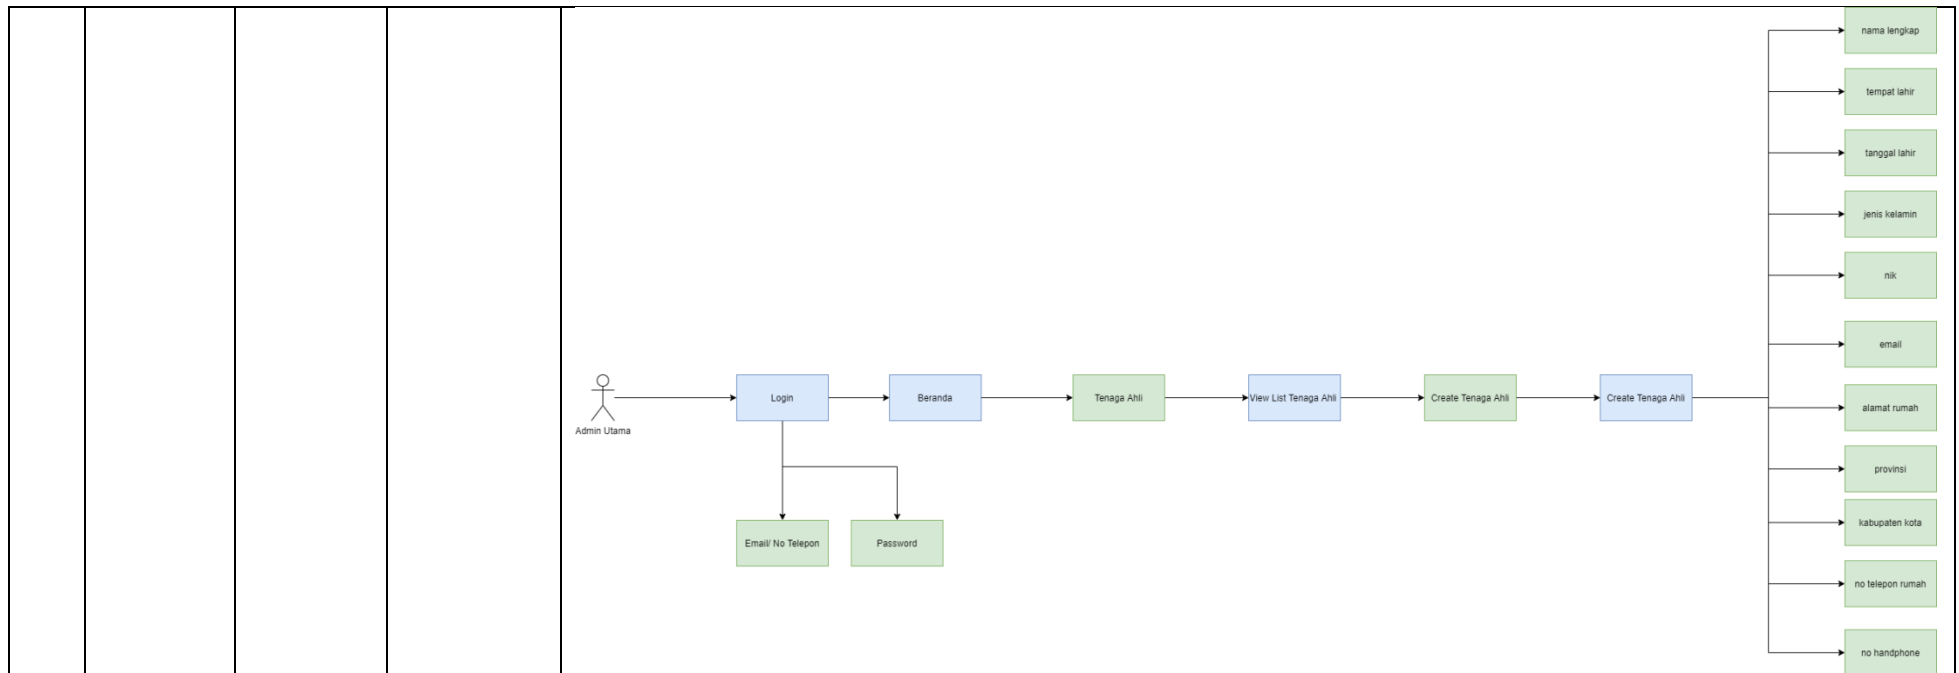 nama lengkap
tempat lahir
tanggal lahir
jenis kelamin
nik
email
Admin Utama
Login
Beranda
Tenaga Ahli
View List Tenaga Ahli
Create Tenaga Ahli
Create Tenaga Ahli
alamat rumah
provinsi
kabupaten kota
Email/ No Telepon
Password
no telepon rumah
no handphone